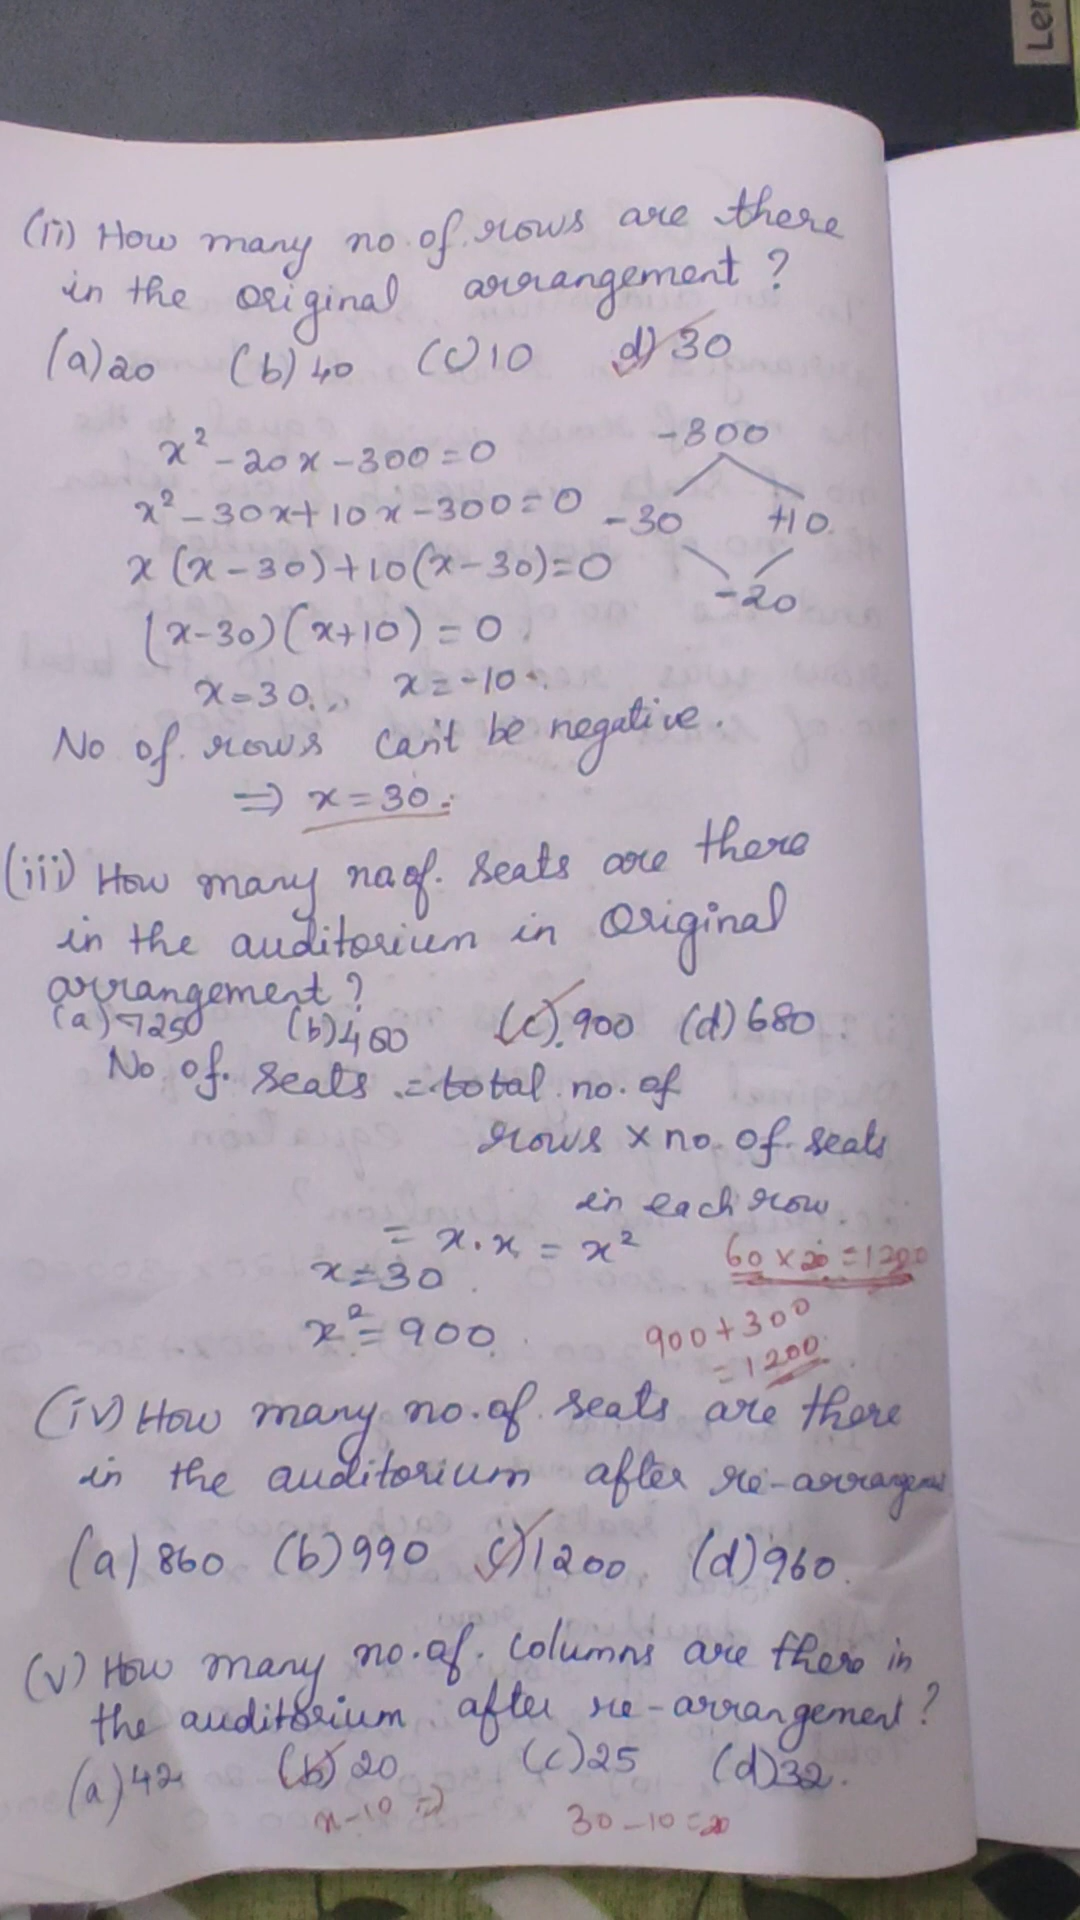 Ler
(ii) How many no. of. rows are there
in the original arrangement?
(a) 20 (b) 40 (c) 10 (d) 30
x² - 20x - 300 = 0
-300
x² - 30x + 10x - 300 = 0
-30 +10
x (x - 30) + 10 (x - 30) = 0
-20
(x-30) (x+10) = 0
x = 30., x = -10.
No of. rows can't be negative.
⇒ x = 30.
(iii) How many no of. seats are there
in the auditorium in Original
arrangement?
(a) 7250 (b) 460 (c) 900 (d) 680.
No of. seats = total no. of
rows x no. of. seats
in each row.
= x . x = x²
60 x 20 = 1200
x = 30
x² = 900.
900 + 300
= 1200.
(iv) How many no. of. seats are there
in the auditorium after re-arrangem
(a) 860 (b) 990 (c) 1200 (d) 960.
(v) How many no. of. columns are there in
the auditorium after re-arrangement?
(a) 42 (b) 20 (c) 25 (d) 32.
x-10 ⇒ 30-10 = 20